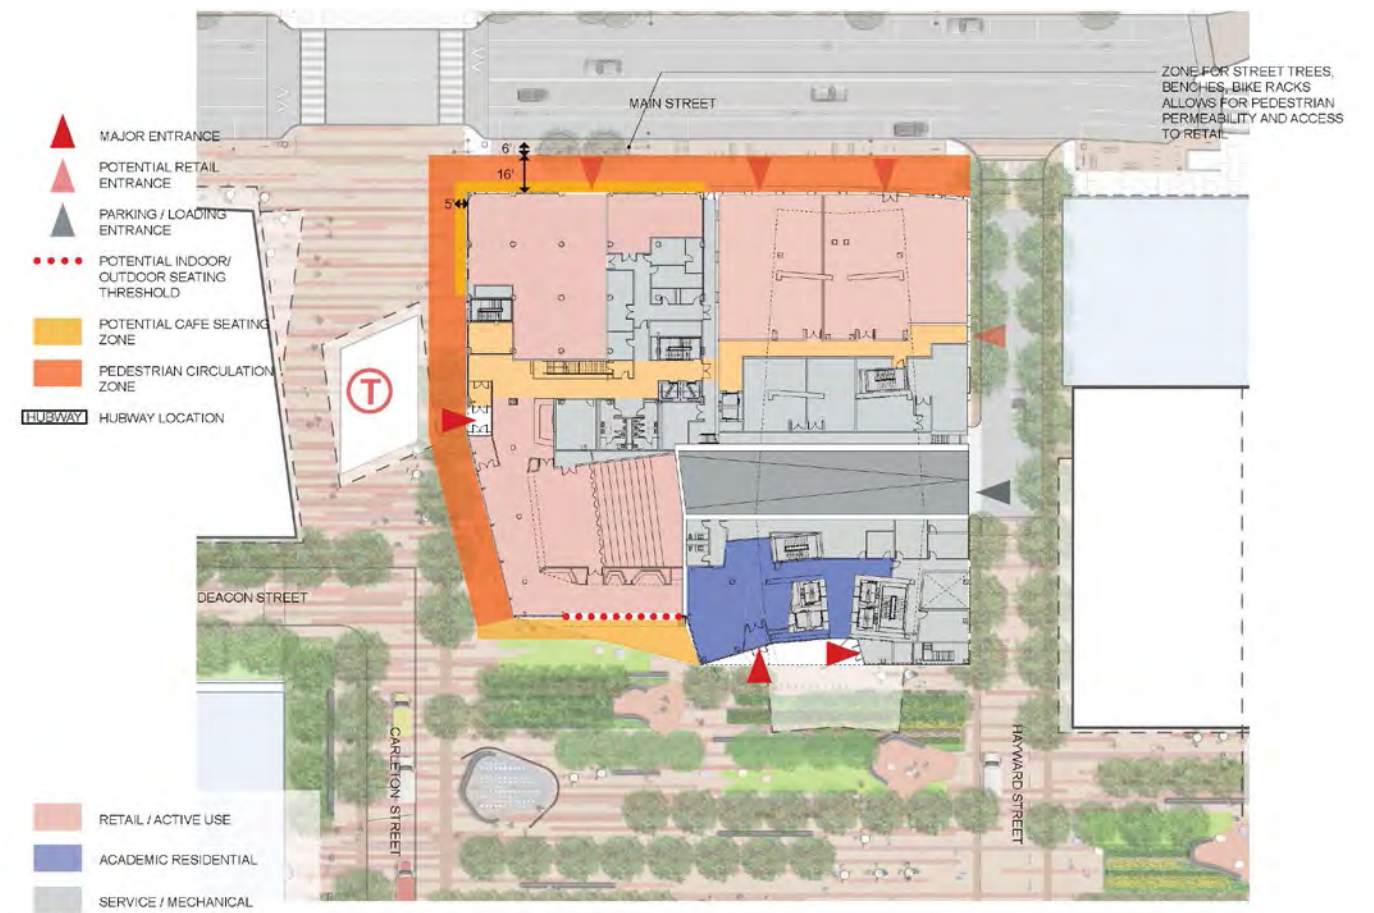 MAIN STREET
ZONE FOR STREET TREES,
BENCHES, BIKE RACKS
ALLOWS FOR PEDESTRIAN
PERMEABILITY AND ACCESS
TO RETAIL
MAJOR ENTRANCE
POTENTIAL RETAIL
ENTRANCE
PARKING / LOADING
ENTRANCE
POTENTIAL INDOOR/
OUTDOOR SEATING
THRESHOLD
POTENTIAL CAFE SEATING
ZONE
PEDESTRIAN CIRCULATION
ZONE
HUBWAY HUBWAY LOCATION
6'
16'
5'
T
DEACON STREET
CARLETON STREET
HAYWARD STREET
RETAIL / ACTIVE USE
ACADEMIC RESIDENTIAL
SERVICE / MECHANICAL